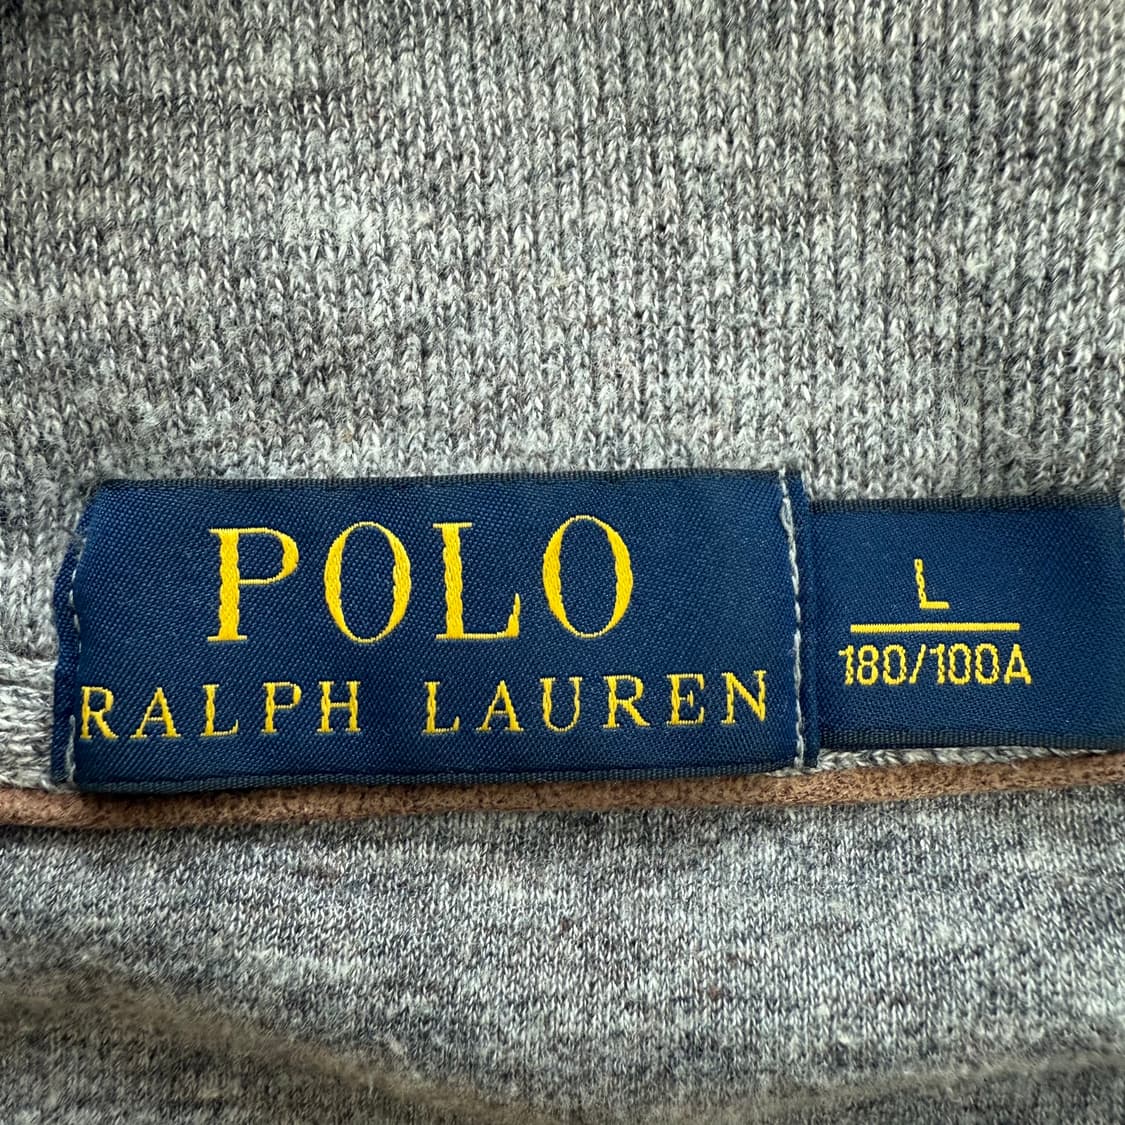 POLO
RALPH LAUREN
L
180/100A